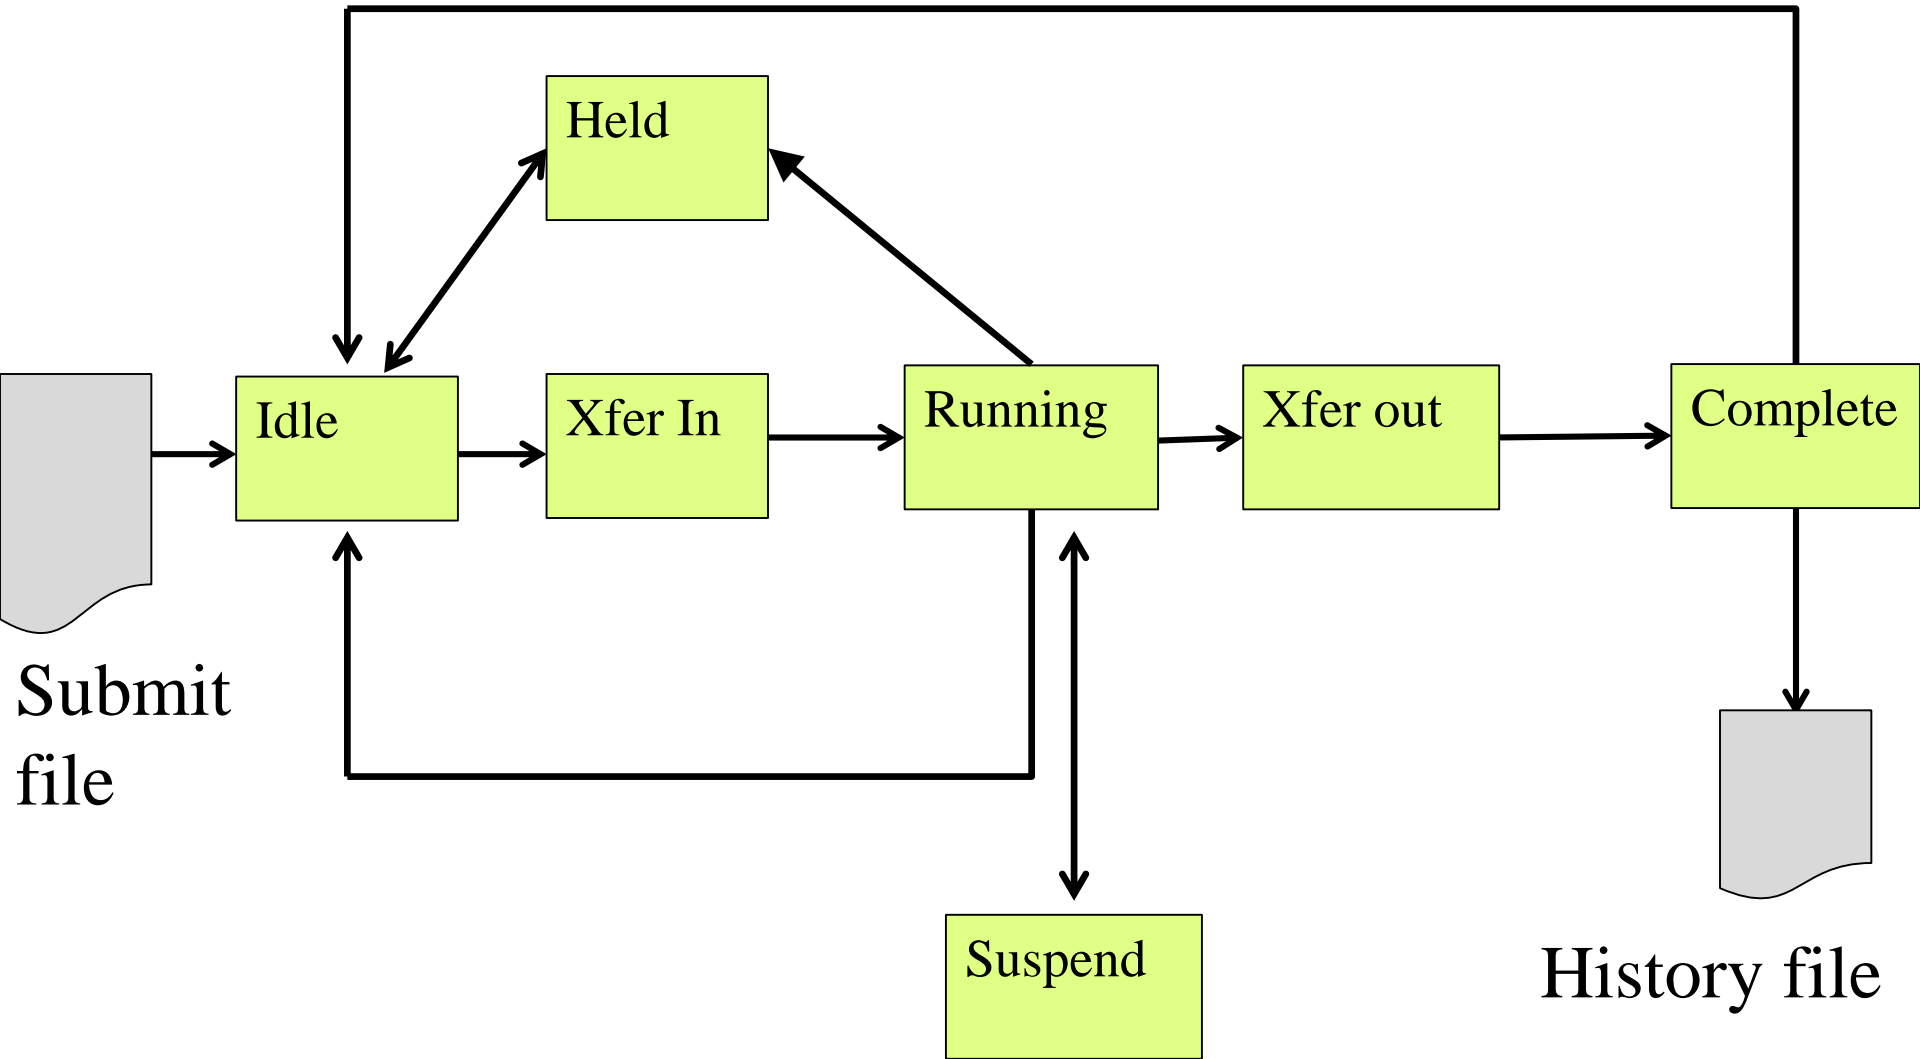 Held
Idle
Xfer In
Running
Xfer out
Complete
Submit
file
Suspend
History file